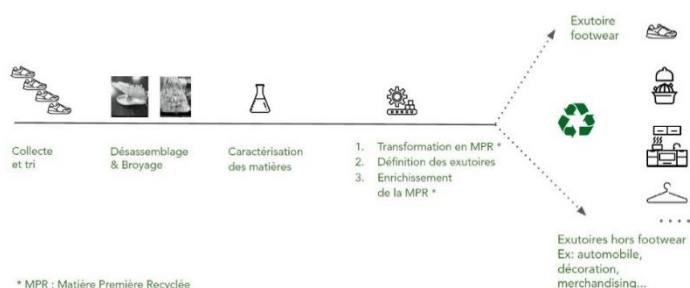 Exutoire
footwear
Collecte
et tri
Désassemblage
& Broyage
Caractérisation
des matières
1. Transformation en MPR *
2. Définition des exutoires
3. Enrichissement
de la MPR *
Exutoires hors footwear
Ex: automobile,
décoration,
merchandising...
* MPR : Matière Première Recyclée